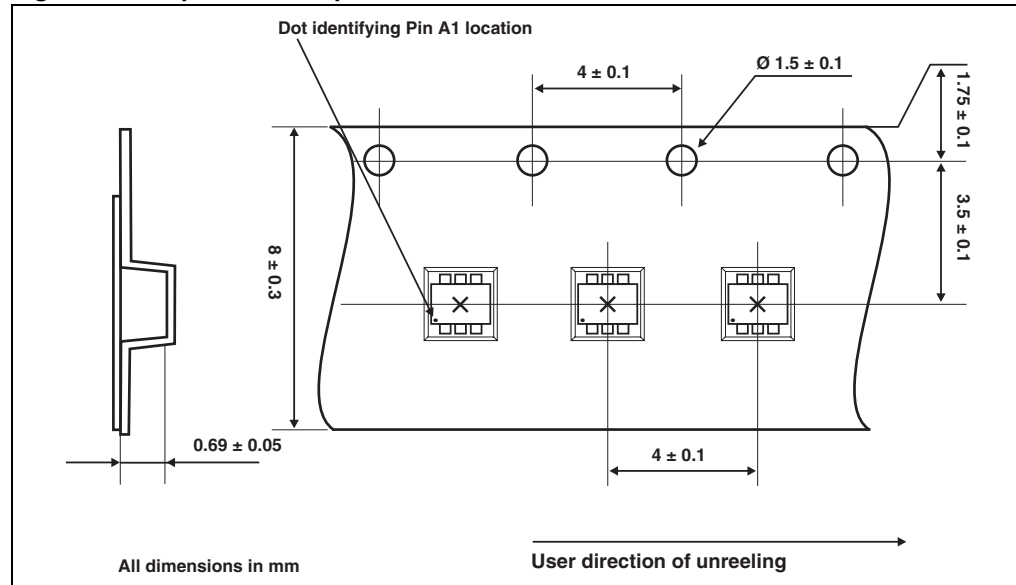 Dot identifying Pin A1 location
4 ± 0.1
Ø 1.5 ± 0.1
1.75 ± 0.1
3.5 ± 0.1
8 ± 0.3
0.69 ± 0.05
4 ± 0.1
All dimensions in mm
User direction of unreeling